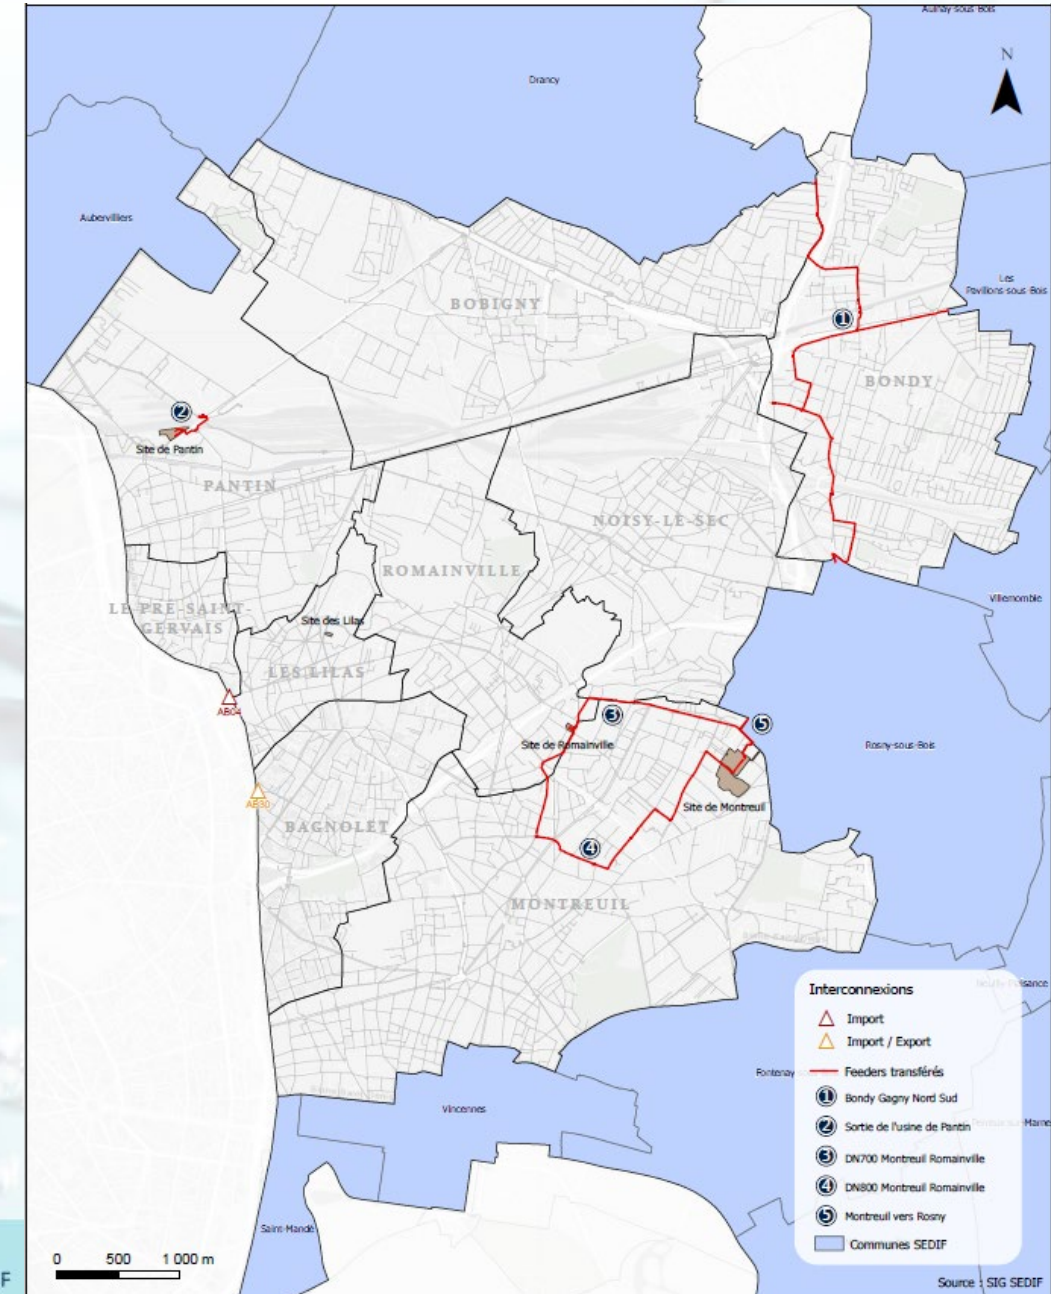 Aulnay-sous-Bois
Drancy
N
Aubervilliers
Les
Pavillons-sous-Bois
BOBIGNY
1
BONDY
2
Site de Pantin
PANTIN
NOISY-LE-SEC
ROMAINVILLE
LE PRÉ-SAINT-
GERVAIS
Site des Lilas
LES LILAS
Villemomble
AB04
3
5
Site de Romainville
Rosny-sous-Bois
AB30
Site de Montreuil
BAGNOLET
4
MONTREUIL
Interconnexions
Import
Import / Export
Feeders transférés
1 Bondy Gagny Nord Sud
2 Sortie de l'usine de Pantin
3 DN700 Montreuil Romainville
4 DN800 Montreuil Romainville
5 Montreuil vers Rosny
Communes SEDIF
Fontenay
Vincennes
Saint-Mandé
0 500 1 000 m
F
Source : SIG SEDIF